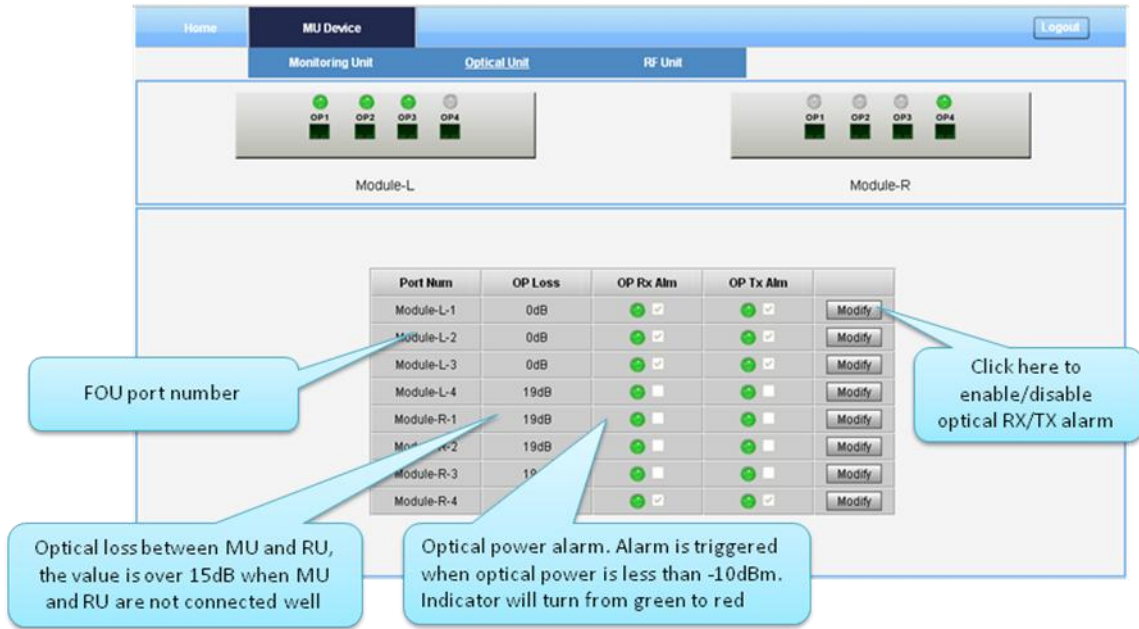 Home MU Device Logout
Monitoring Unit Optical Unit RF Unit
OP1 OP2 OP3 OP4 OP1 OP2 OP3 OP4
Module-L Module-R
Port Num OP Loss OP Rx Alm OP Tx Alm
Module-L-1 0dB Modify
Module-L-2 0dB Modify
Module-L-3 0dB Modify
Module-L-4 19dB Modify
Module-R-1 19dB Modify
19dB Modify
Module-R-3 Modify
Module-R-4 Modify
FOU port number
Click here to
enable/disable
optical RX/TX alarm
Optical loss between MU and RU,
the value is over 15dB when MU
and RU are not connected well
Optical power alarm. Alarm is triggered
when optical power is less than -10dBm.
Indicator will turn from green to red